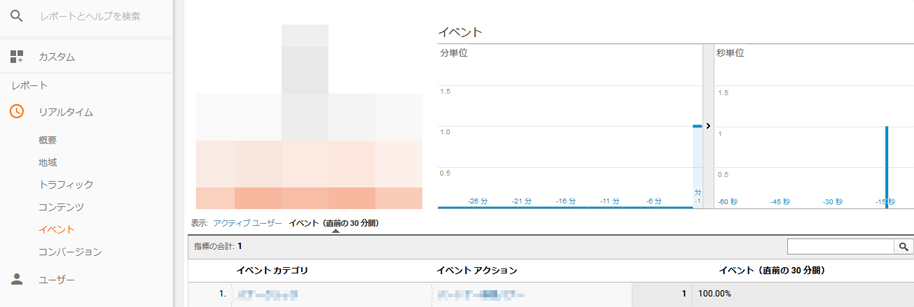 レポートとヘルプを検索
カスタム
レポート
リアルタイム
概要
地域
トラフィック
コンテンツ
イベント
コンバージョン
ユーザー
イベント
分単位
1.5
1.0
0.5
-26 分
-21 分
-16 分
-11 分
-6 分
分
-1
秒単位
1.5
1
0.5
-60 秒
-45 秒
-30 秒
-15 秒
表示: アクティブ ユーザー イベント（直前の 30 分間）
指標の合計: 1
イベント カテゴリ イベント アクション イベント（直前の 30 分間）
1. 1 100.00%